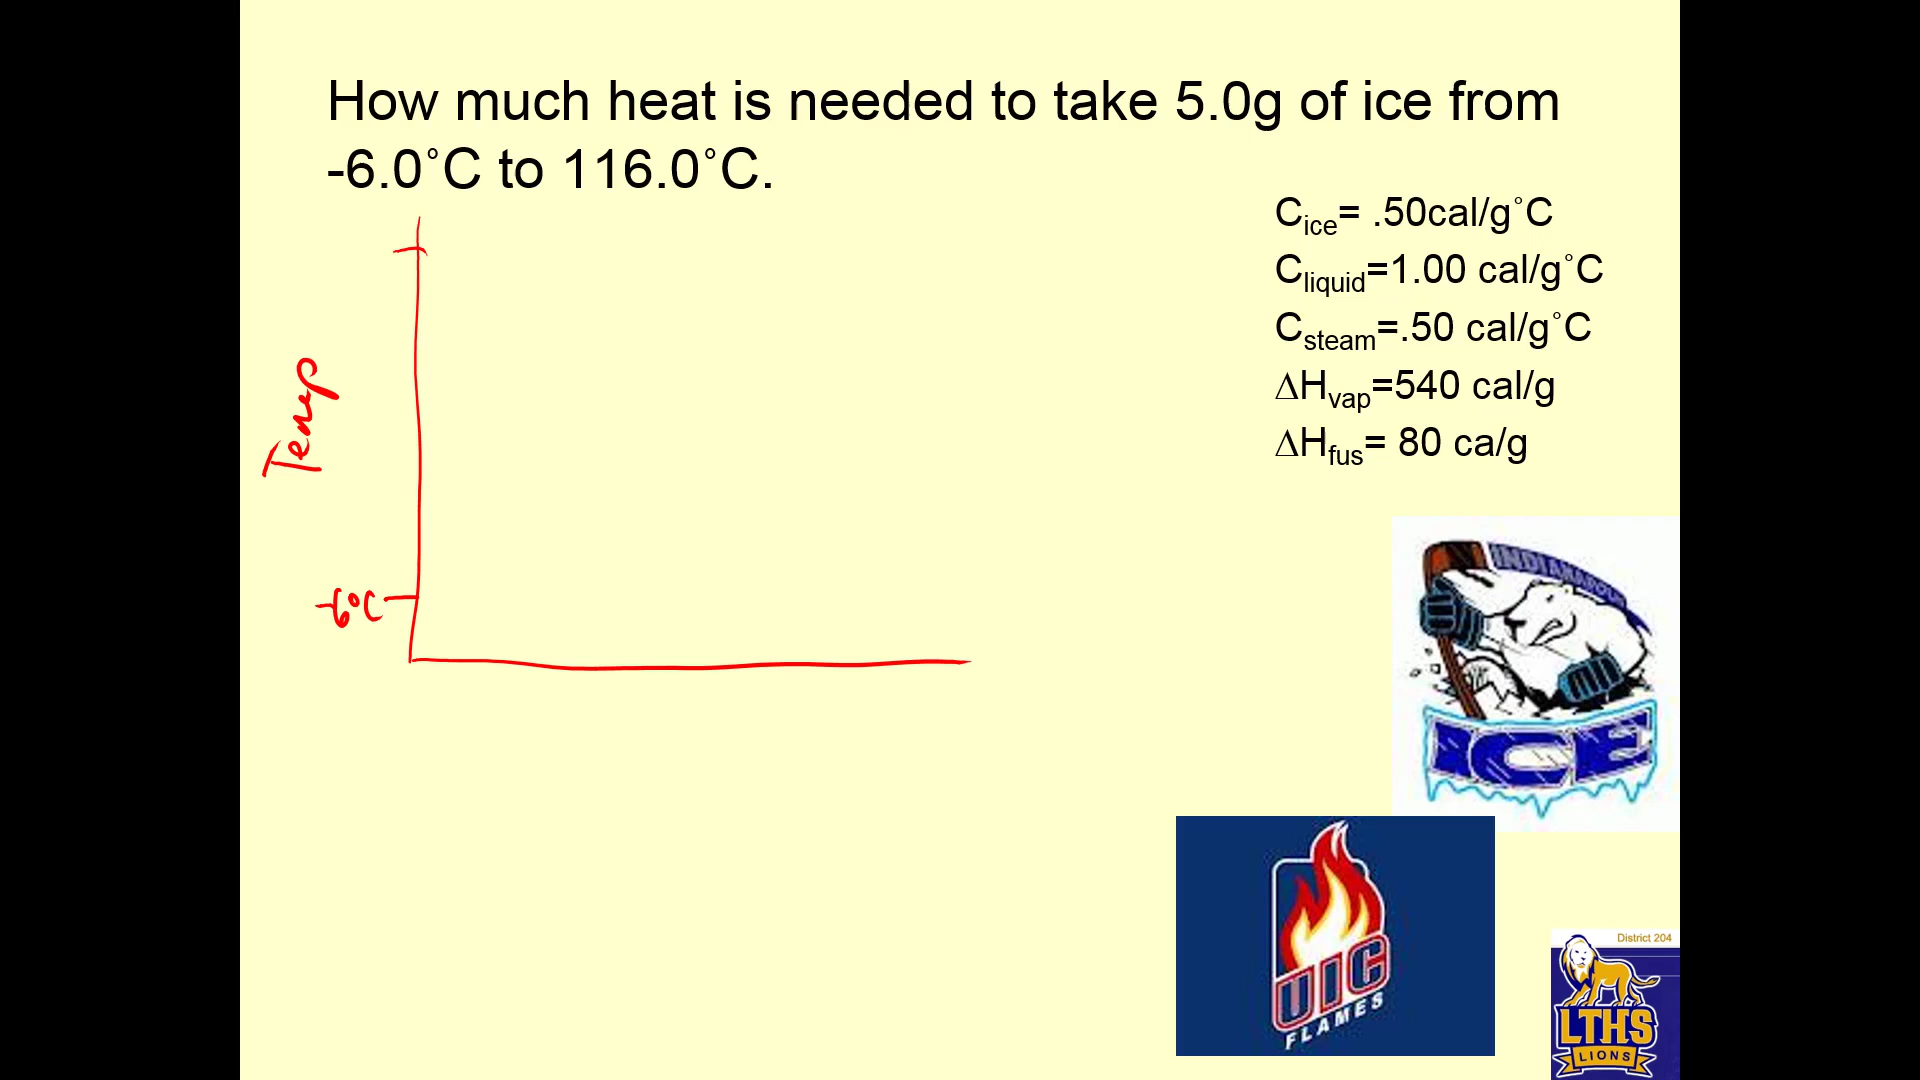 How much heat is needed to take 5.0g of ice from
-6.0˚C to 116.0˚C.
Cice= .50cal/g˚C
Cliquid=1.00 cal/g˚C
Csteam=.50 cal/g˚C
ΔHvap=540 cal/g
ΔHfus= 80 ca/g
Temp
-6°C
INDIANAPOLIS
ICE
UIC
FLAMES
District 204
LTHS
LIONS